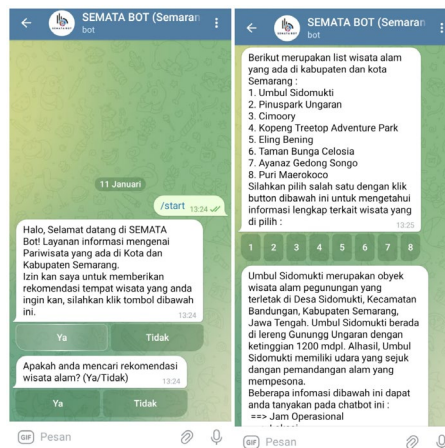 SEMATA BOT (Semaran
bot
11 Januari
/start 13:24
Halo, Selamat datang di SEMATA
Bot! Layanan informasi mengenai
Pariwisata yang ada di Kota dan
Kabupaten Semarang.
Izin kan saya untuk memberikan
rekomendasi tempat wisata yang anda
ingin kan, silahkan klik tombol dibawah
ini. 13:24
Ya Tidak
Apakah anda mencari rekomendasi
wisata alam? (Ya/Tidak) 13:24
Ya Tidak
GIF Pesan
SEMATA BOT (Semaran
bot
Berikut merupakan list wisata alam
yang ada di kabupaten dan kota
Semarang :
1. Umbul Sidomukti
2. Pinuspark Ungaran
3. Cimoory
4. Kopeng Treetop Adventure Park
5. Eling Bening
6. Taman Bunga Celosia
7. Ayanaz Gedong Songo
8. Puri Maerokoco
Silahkan pilih salah satu dengan klik
button dibawah ini untuk mengetahui
informasi lengkap terkait wisata yang
di pilih : 13:25
1 2 3 4 5 6 7 8
Umbul Sidomukti merupakan obyek
wisata alam pegunungan yang
terletak di Desa Sidomukti, Kecamatan
Bandungan, Kabupaten Semarang,
Jawa Tengah. Umbul Sidomukti berada
di lereng Gunungg Ungaran dengan
ketinggian 1200 mdpl. Alhasil, Umbul
Sidomukti memiliki udara yang sejuk
dengan pemandangan alam yang
mempesona.
Beberapa infomasi dibawah ini dapat
anda tanyakan pada chatbot ini :
==> Jam Operasional
GIF Pesan